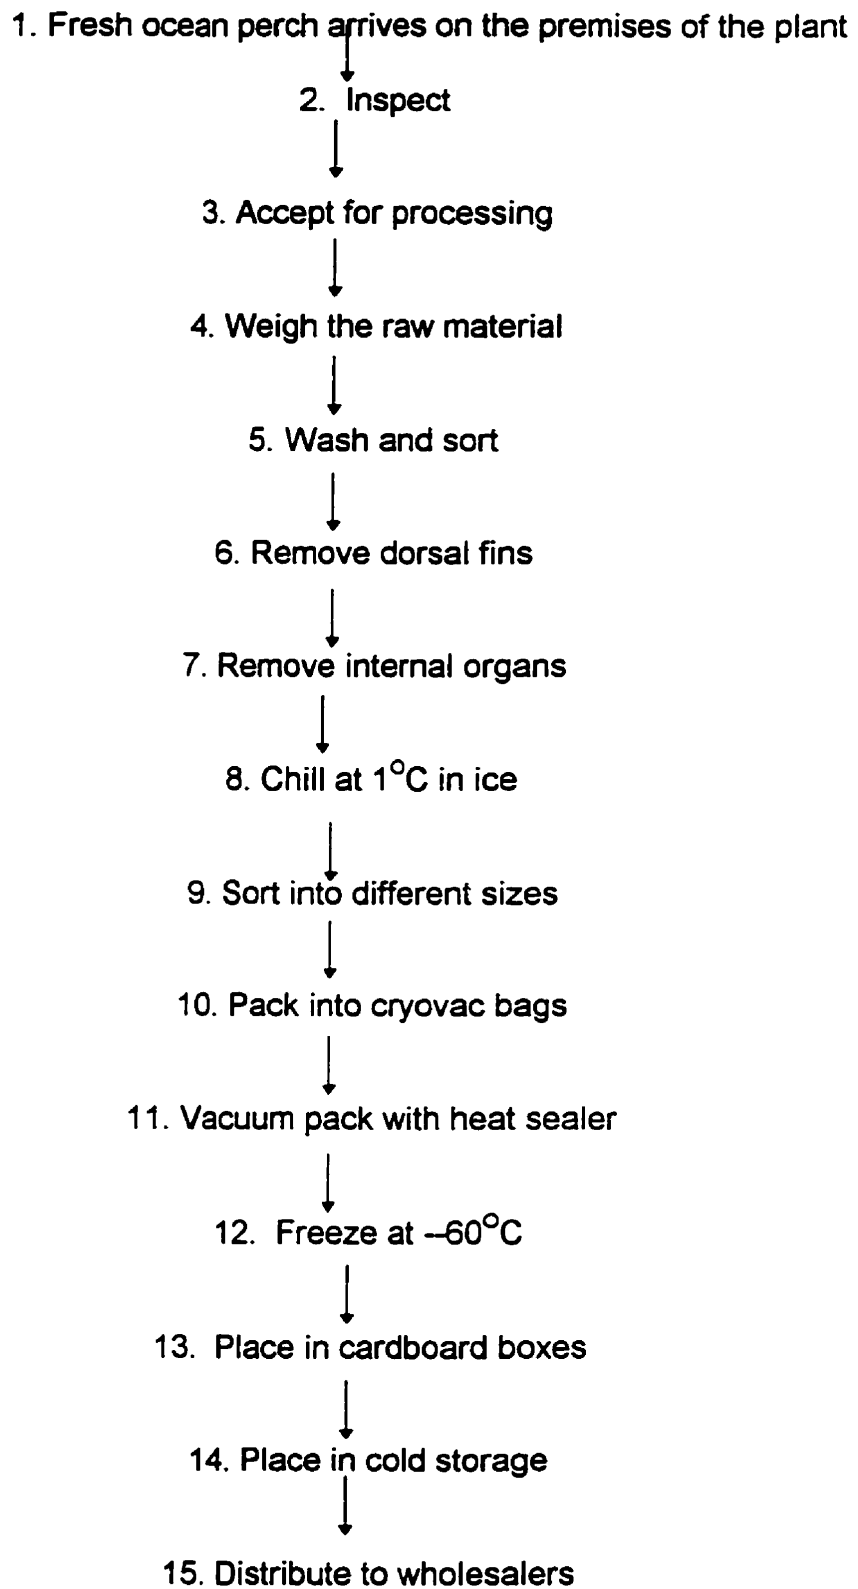 1. Fresh ocean perch arrives on the premises of the plant
2. Inspect
3. Accept for processing
4. Weigh the raw material
5. Wash and sort
6. Remove dorsal fins
7. Remove internal organs
8. Chill at 1°C in ice
9. Sort into different sizes
10. Pack into cryovac bags
11. Vacuum pack with heat sealer
12. Freeze at –60°C
13. Place in cardboard boxes
14. Place in cold storage
15. Distribute to wholesalers